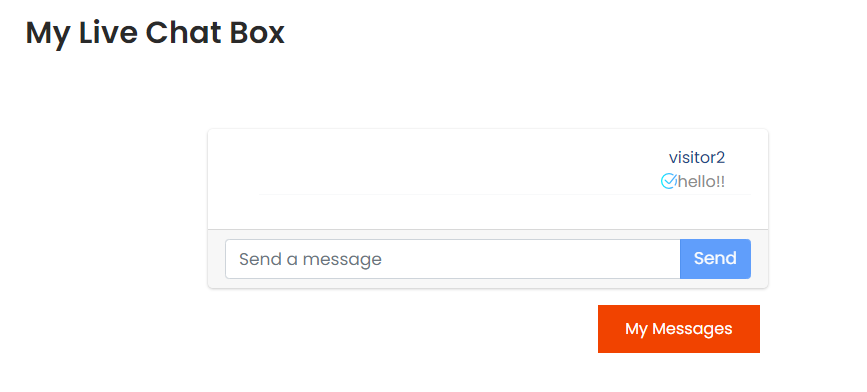 My Live Chat Box
visitor2
hello!!
Send a message
Send
My Messages